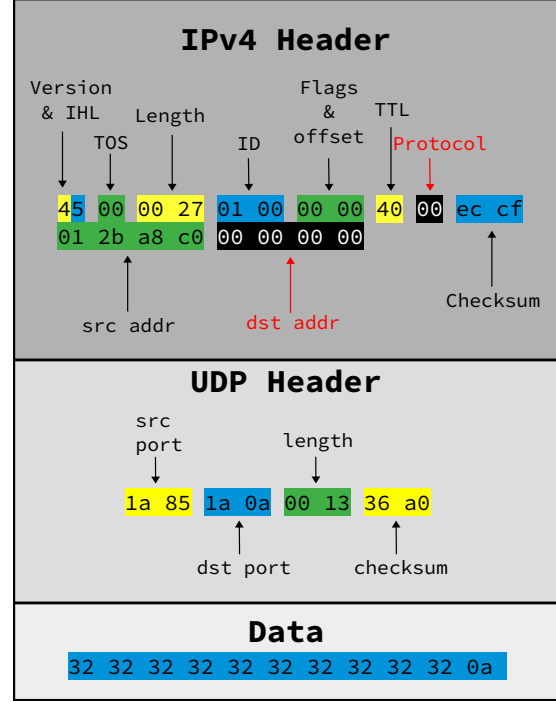 IPv4 Header
Version & IHL
TOS
Length
ID
Flags & offset
TTL
Protocol
45 00 00 27 01 00 00 00 40 00 ec cf
01 2b a8 c0 00 00 00 00
src addr
dst addr
Checksum
UDP Header
src port
length
1a 85 1a 0a 00 13 36 a0
dst port
checksum
Data
32 32 32 32 32 32 32 32 32 32 0a